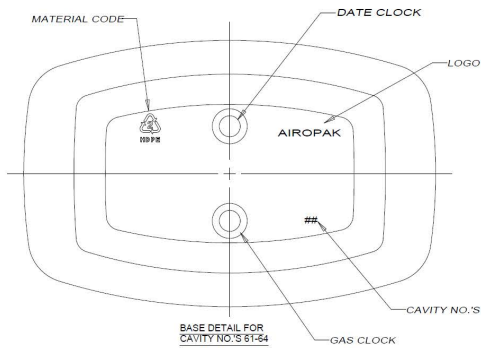 DATE CLOCK
MATERIAL CODE
LOGO
AIROPAK
HDPE
##
CAVITY NO.'S
BASE DETAIL FOR
CAVITY NO.'S 61-64
GAS CLOCK